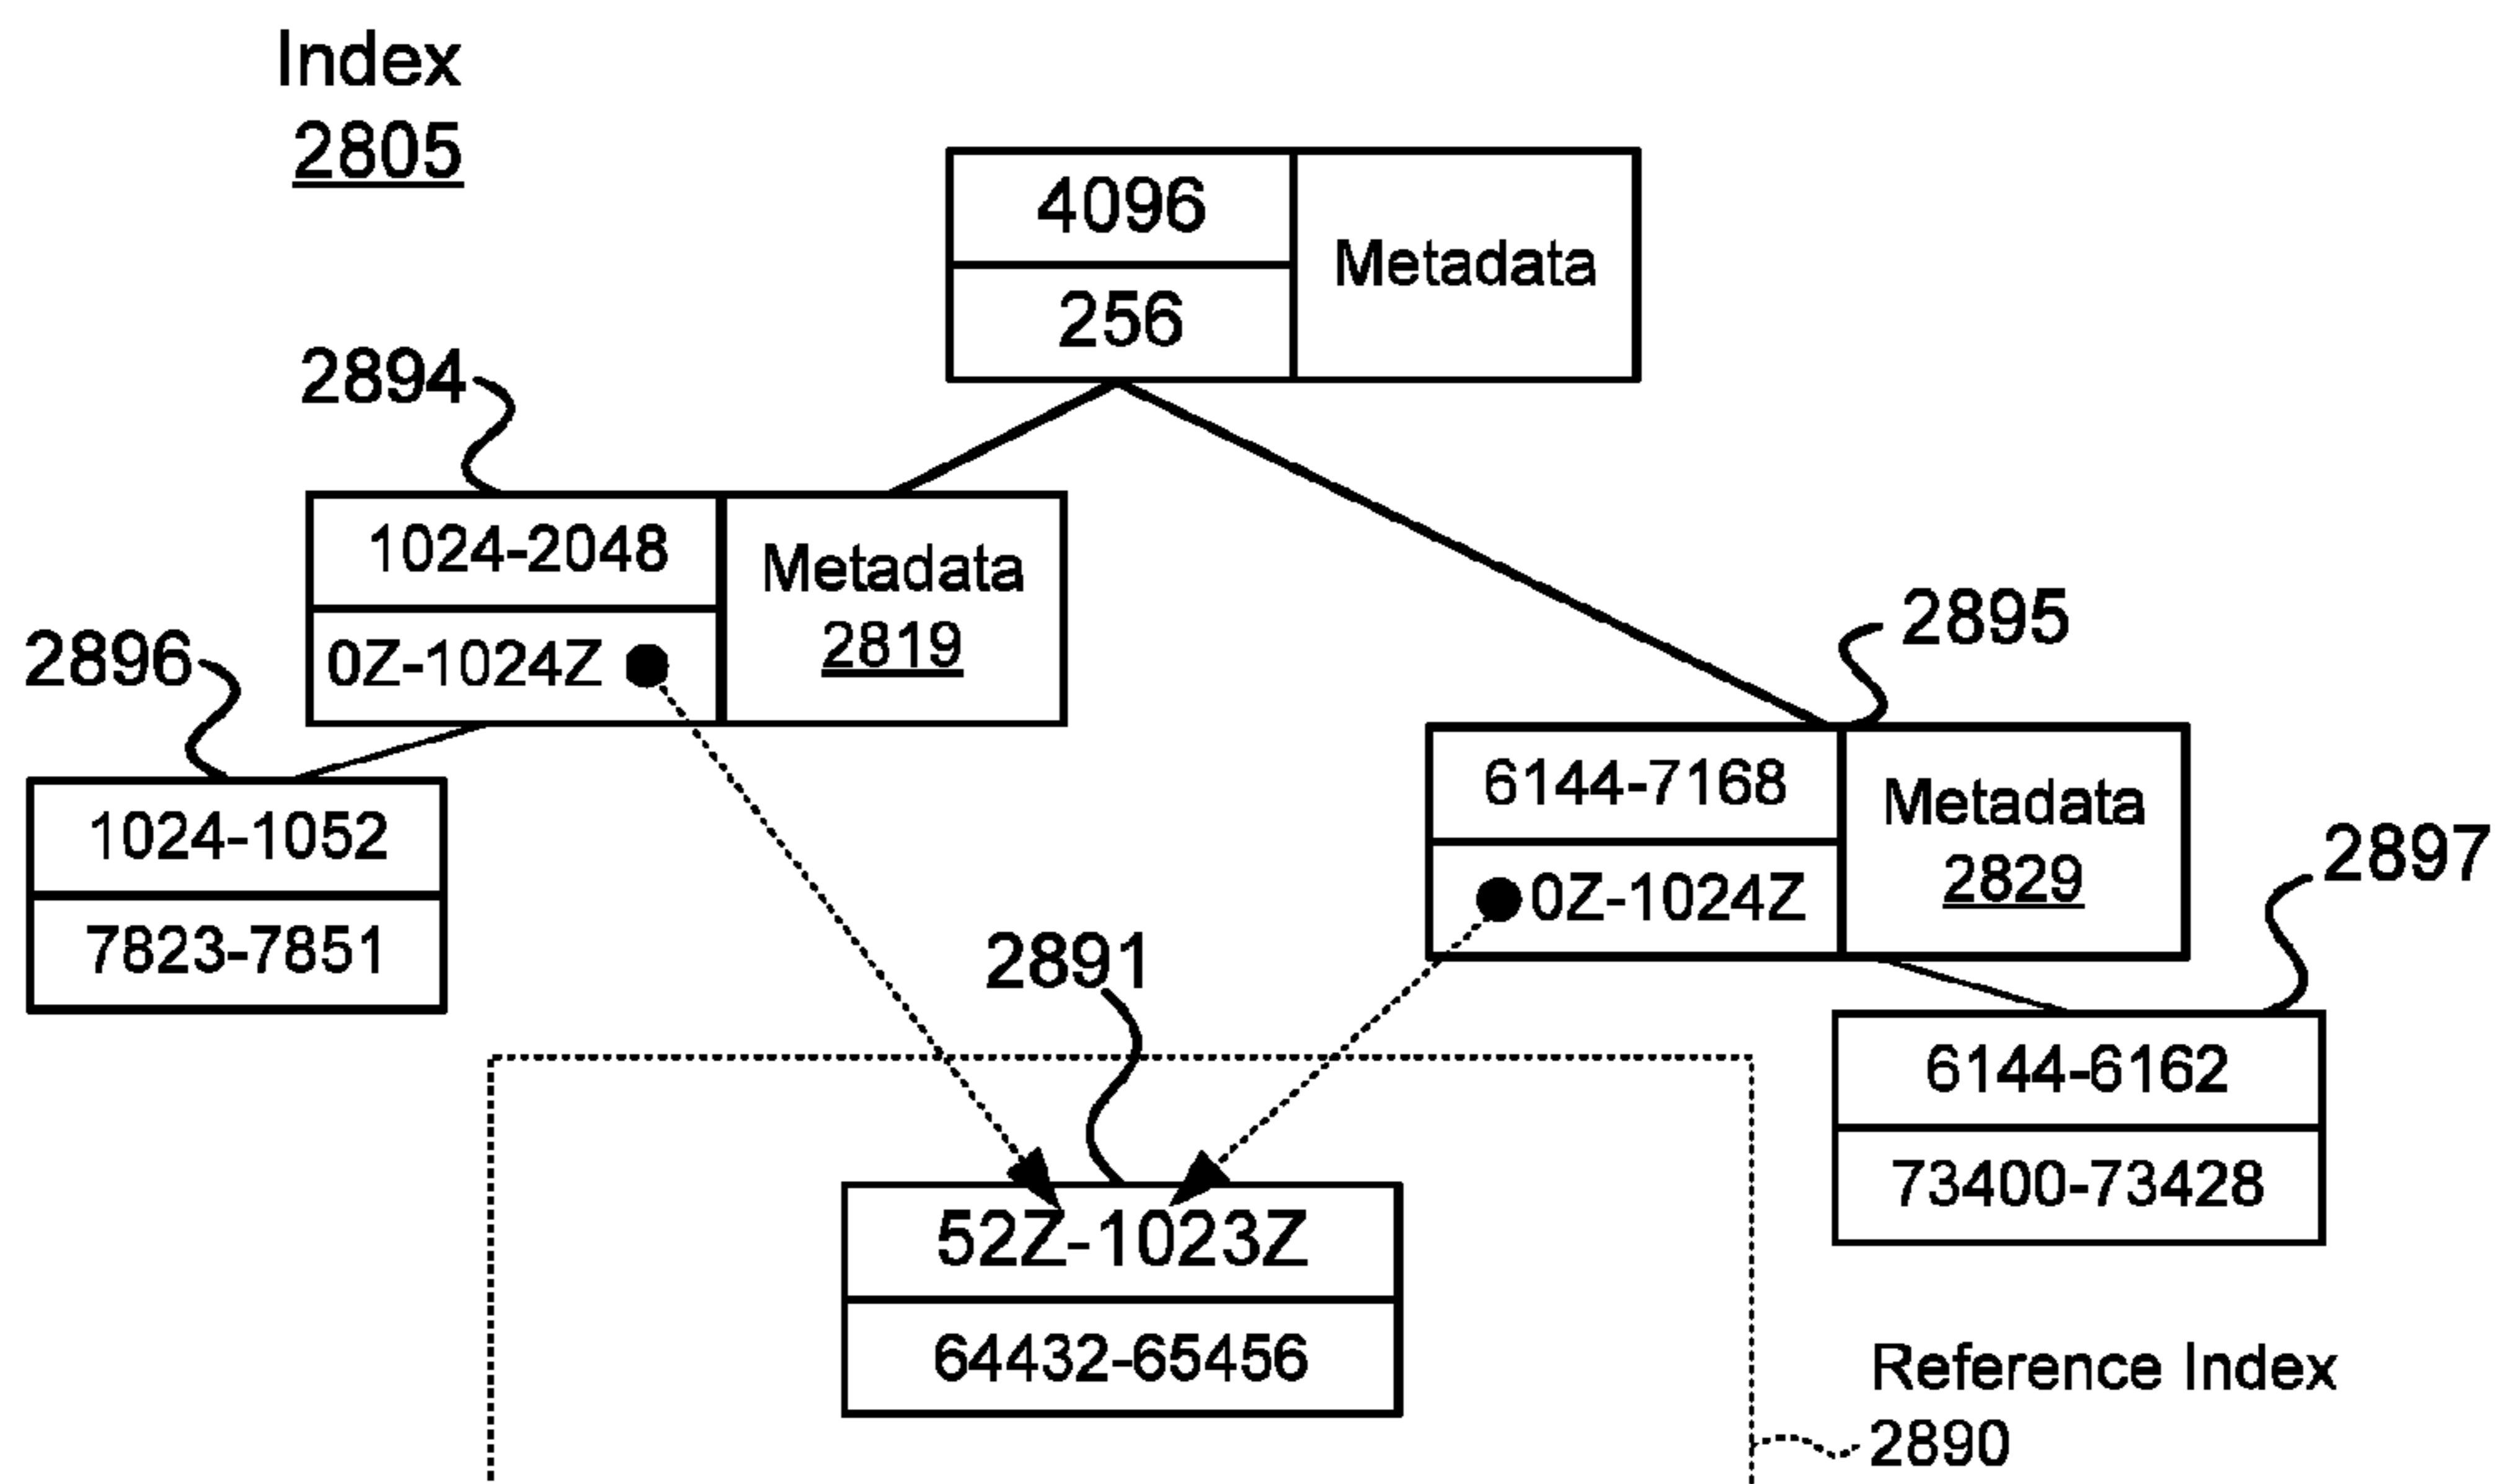 Index
2805
4096
Metadata
256
2894
1024-2048
Metadata
2819
0Z-1024Z
2896
1024-1052
7823-7851
2895
6144-7168
Metadata
2829
0Z-1024Z
2897
6144-6162
73400-73428
2891
52Z-1023Z
64432-65456
Reference Index
2890